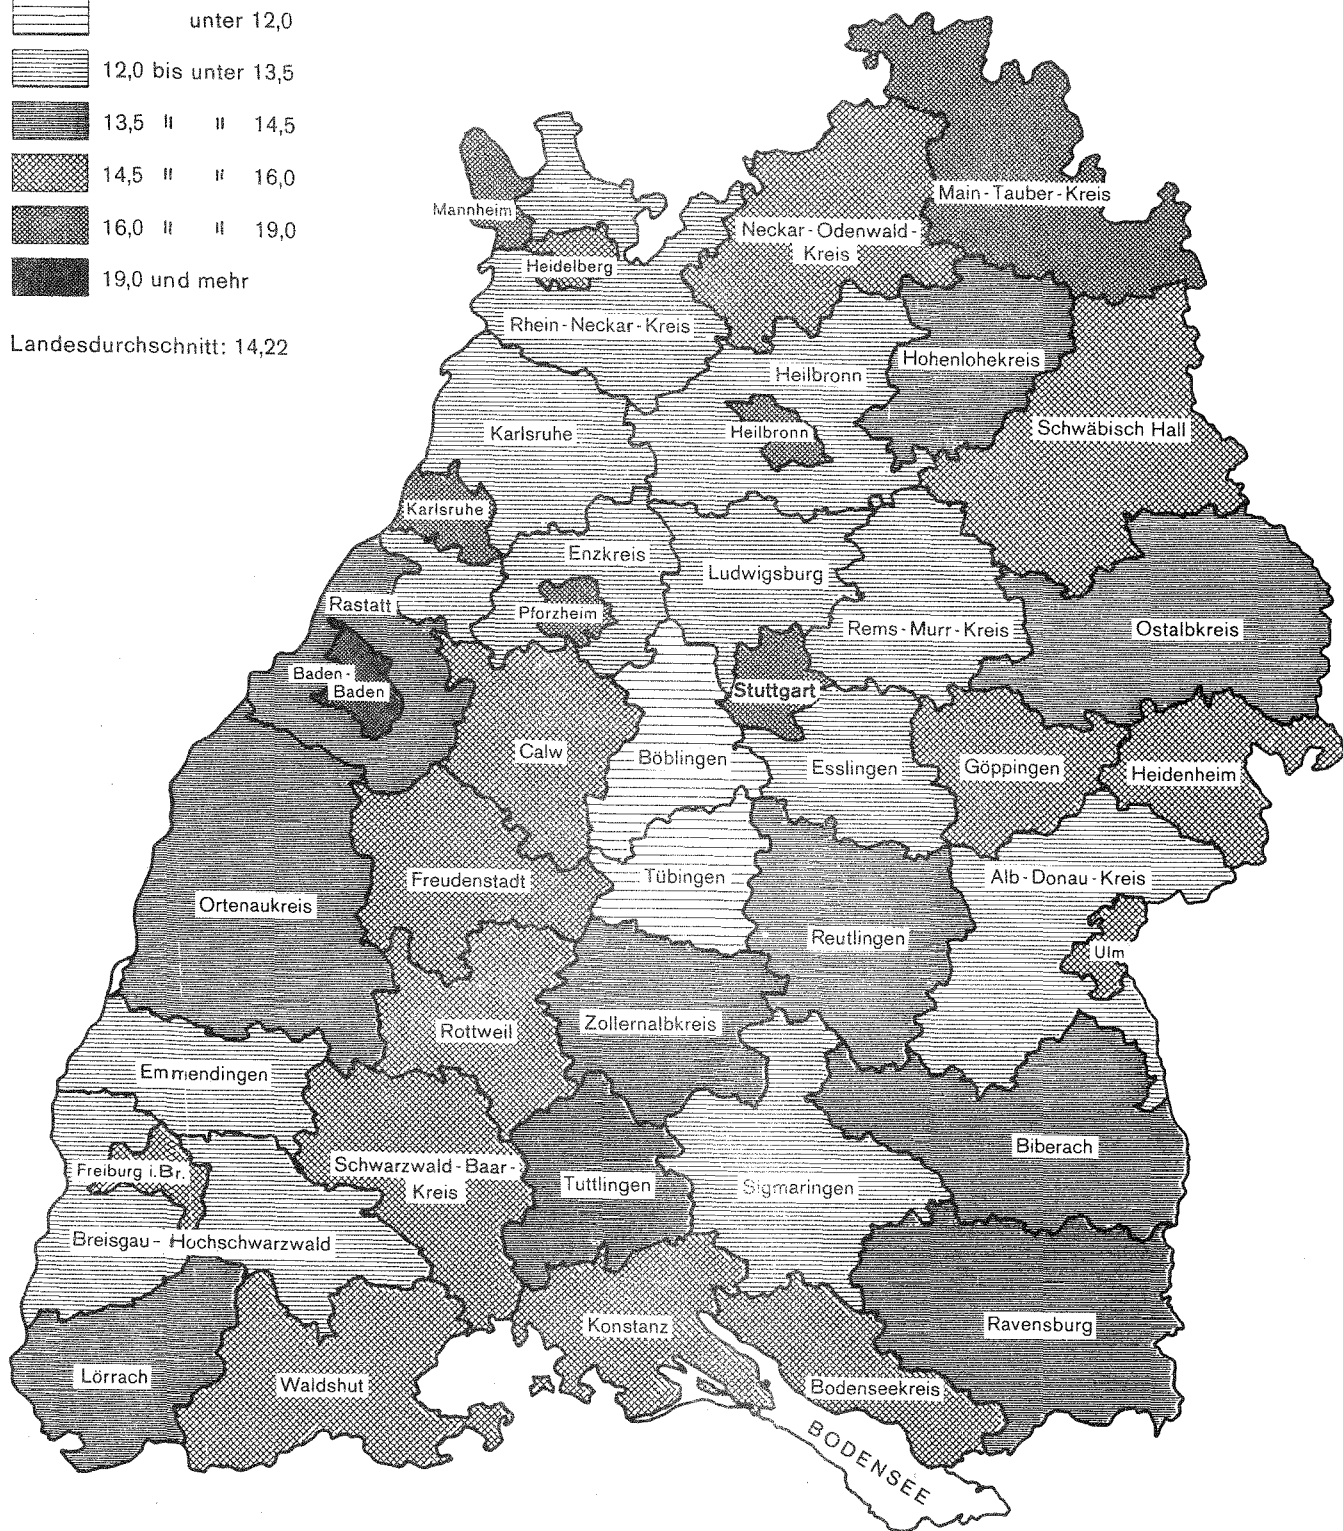 unter 12,0
12,0 bis unter 13,5
13,5 " " 14,5
14,5 " " 16,0
16,0 " " 19,0
19,0 und mehr
Landesdurchschnitt: 14,22
Main-Tauber-Kreis
Mannheim
Neckar-Odenwald-
Kreis
Heidelberg
Rhein-Neckar-Kreis
Hohenlohekreis
Heilbronn
Schwäbisch Hall
Karlsruhe
Heilbronn
Karlsruhe
Enzkreis
Ludwigsburg
Rastatt
Pforzheim
Rems-Murr-Kreis
Ostalbkreis
Baden-
Baden
Stuttgart
Calw
Böblingen
Esslingen
Göppingen
Heidenheim
Freudenstadt
Tübingen
Alb-Donau-Kreis
Ortenaukreis
Reutlingen
Ulm
Rottweil
Zollernalbkreis
Emmendingen
Biberach
Freiburg i.Br.
Schwarzwald-Baar-
Kreis
Tuttlingen
Sigmaringen
Breisgau-Hochschwarzwald
Konstanz
Ravensburg
Lörrach
Waldshut
Bodenseekreis
BODENSEE